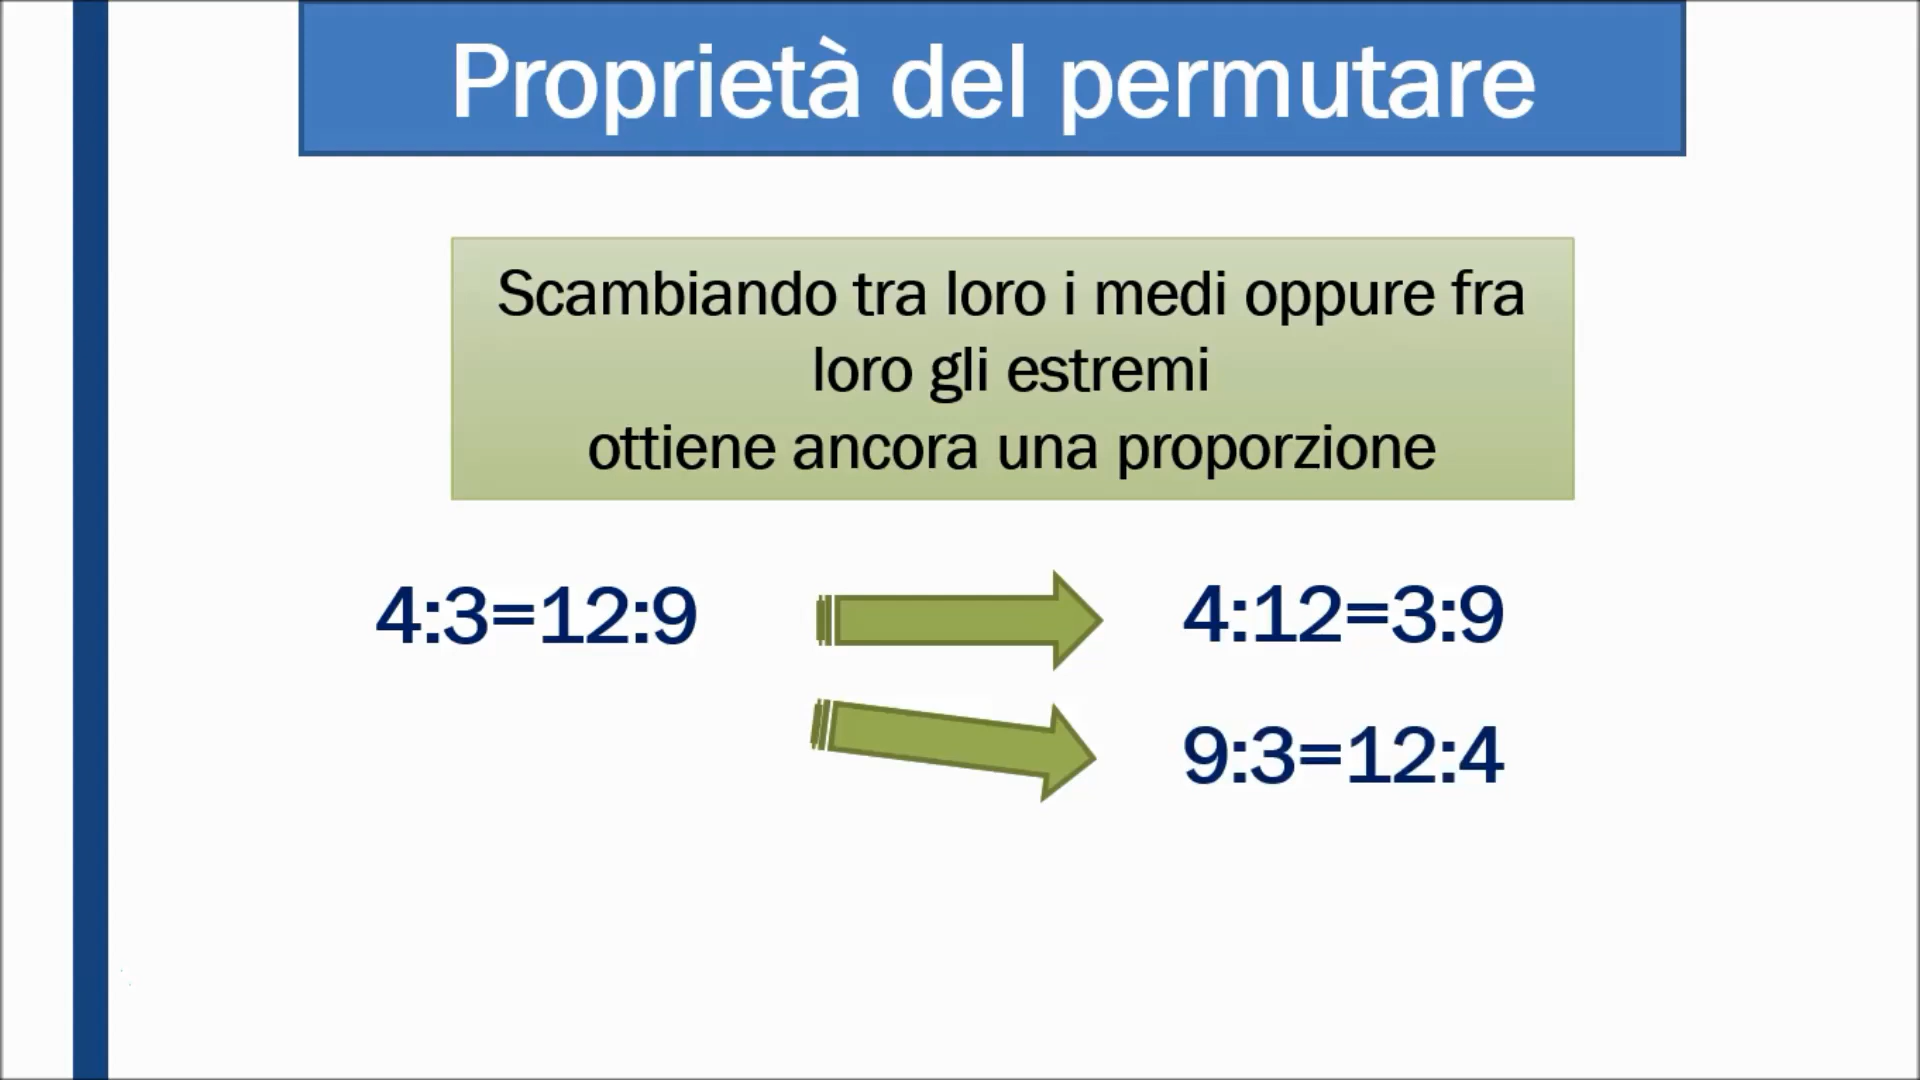 Proprietà del permutare
Scambiando tra loro i medi oppure fra
loro gli estremi
ottiene ancora una proporzione
4:3=12:9
4:12=3:9
9:3=12:4